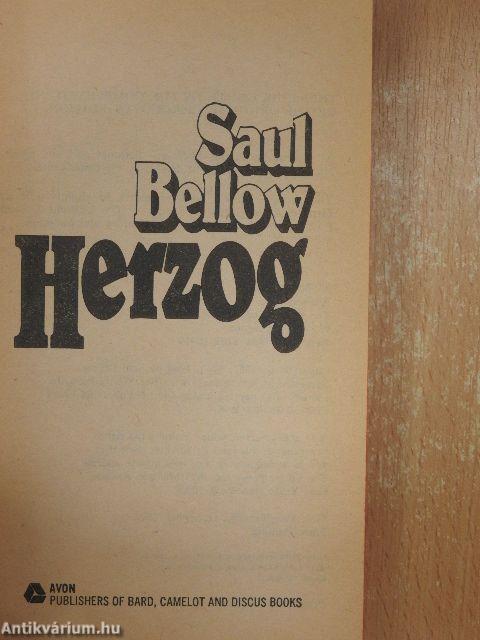 Saul
Bellow
Herzog
AVON
PUBLISHERS OF BARD, CAMELOT AND DISCUS BOOKS
Antikvárium.hu